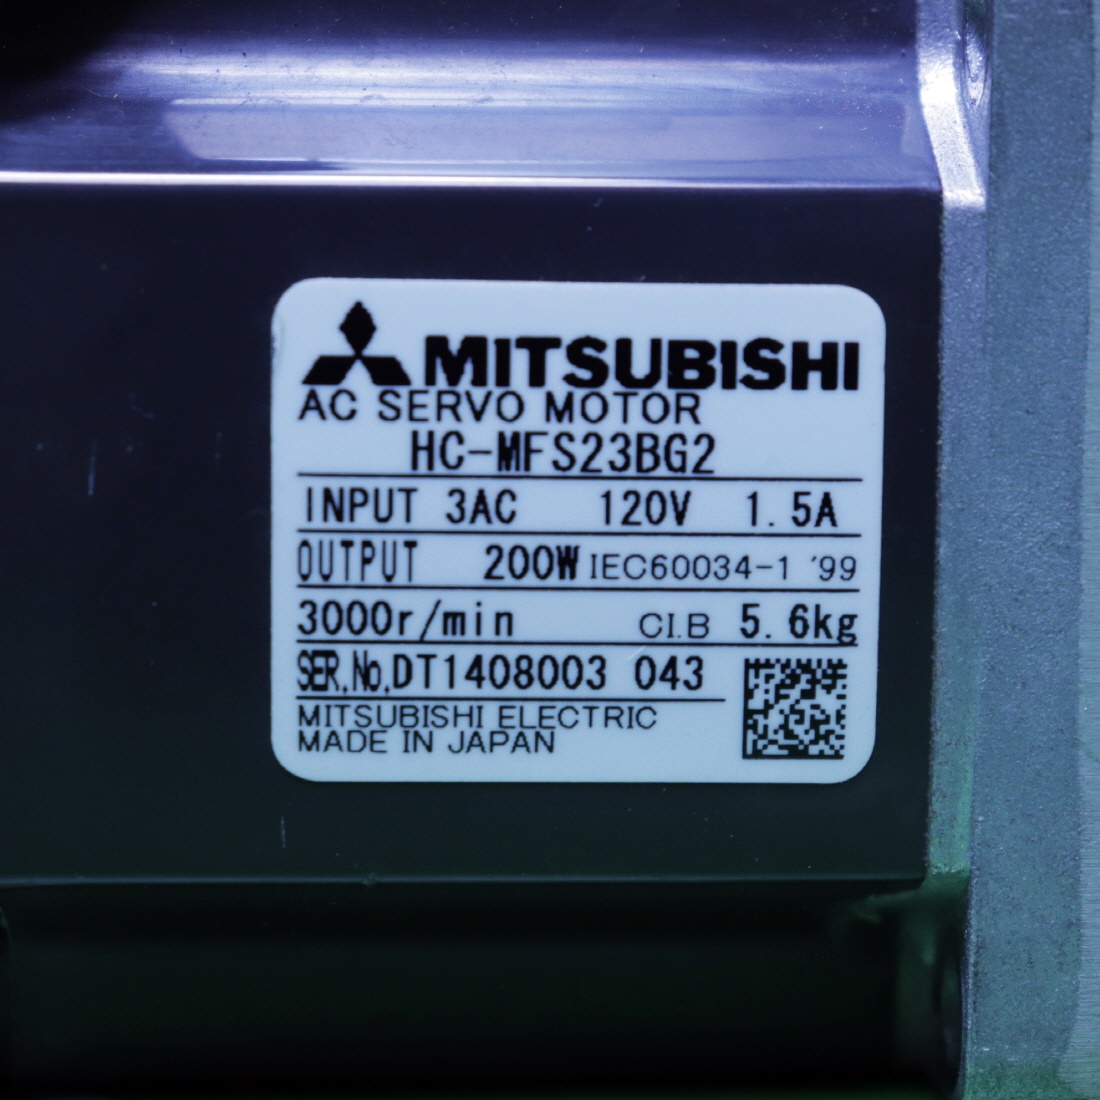 MITSUBISHI
AC SERVO MOTOR
HC-MFS23BG2
INPUT 3AC 120V 1.5A
OUTPUT 200W IEC60034-1 '99
3000r/min CI.B 5.6kg
SER.No.DT1408003 043
MITSUBISHI ELECTRIC
MADE IN JAPAN